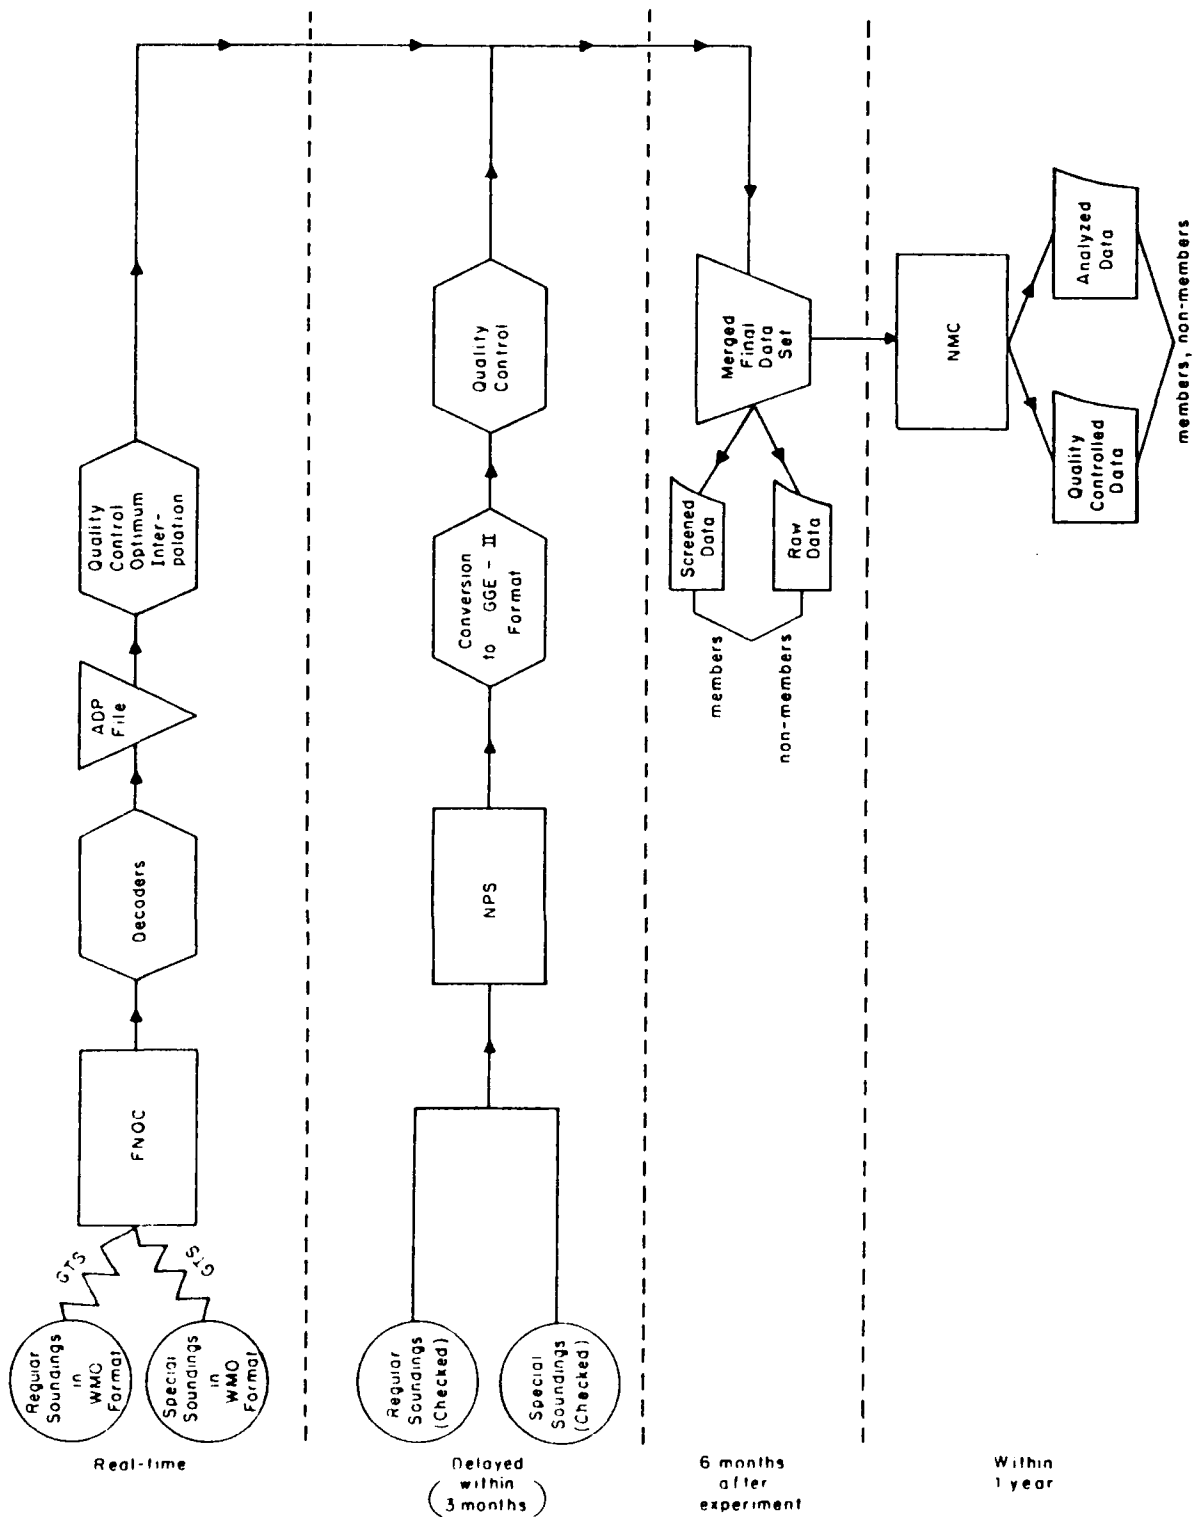 Real-time
Regular
Soundings
in
WMO
Format
Special
Soundings
in
WMO
Format
GTS
GTS
FNOC
Decoders
ADP
File
Quality
Control
Optimum
Inter-
polation
Delayed
within
3 months
Regular
Soundings
(Checked)
Special
Soundings
(Checked)
NPS
Conversion
to GGE - II
Format
Quality
Control
6 months
after
experiment
members
non-members
Screened
Data
Raw
Data
Merged
Final
Data
Set
Within
1 year
NMC
Quality
Controlled
Data
Analyzed
Data
members, non-members